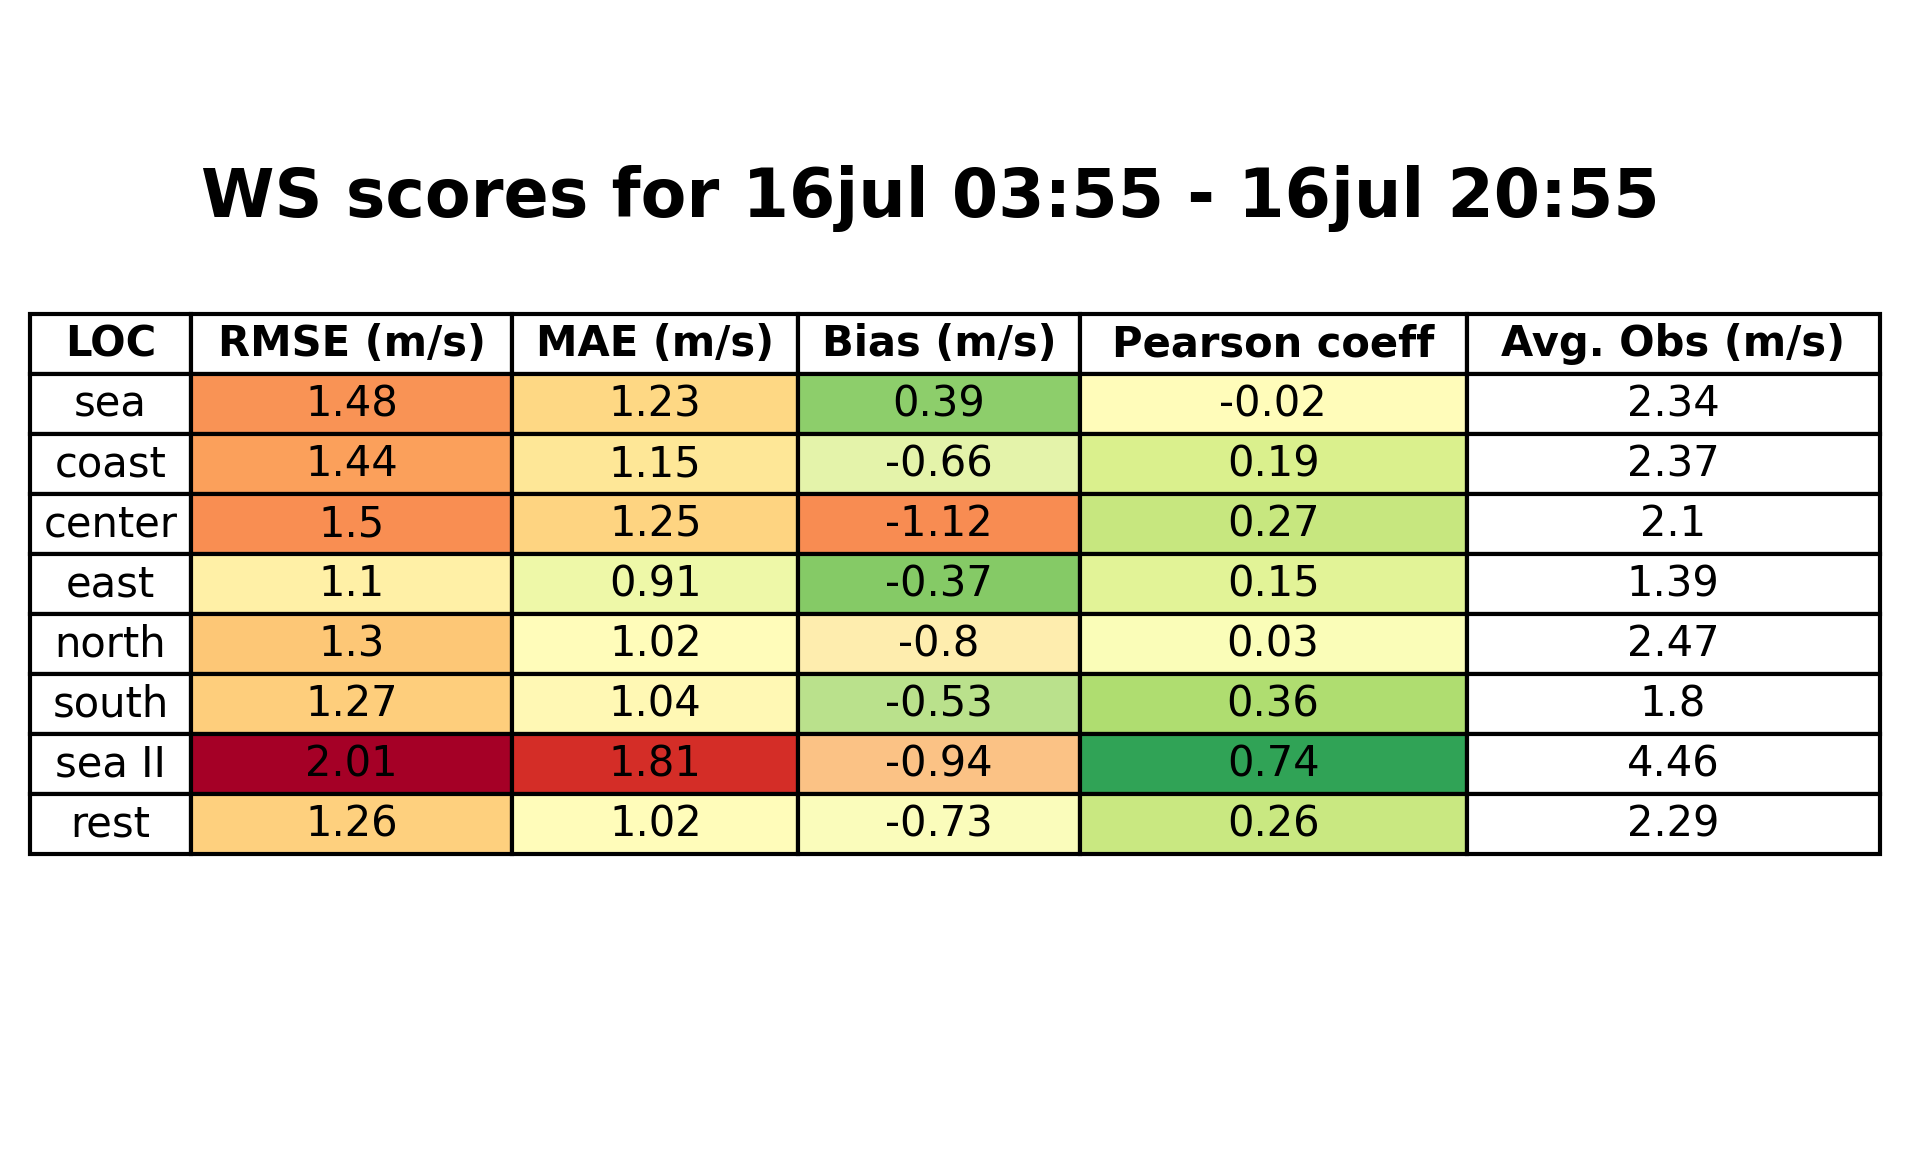 WS scores for 16jul 03:55 - 16jul 20:55
LOC RMSE (m/s) MAE (m/s) Bias (m/s) Pearson coeff Avg. Obs (m/s)
sea 1.48 1.23 0.39 -0.02 2.34
coast 1.44 1.15 -0.66 0.19 2.37
center 1.5 1.25 -1.12 0.27 2.1
east 1.1 0.91 -0.37 0.15 1.39
north 1.3 1.02 -0.8 0.03 2.47
south 1.27 1.04 -0.53 0.36 1.8
sea II 2.01 1.81 -0.94 0.74 4.46
rest 1.26 1.02 -0.73 0.26 2.29